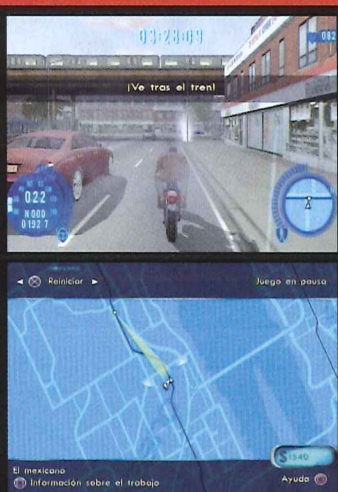 03:28:09
082
¡Ve tras el tren!
022
N 000
0192 7
Reiniciar
Juego en pausa
$1540
El mexicano
Información sobre el trabajo
Ayuda